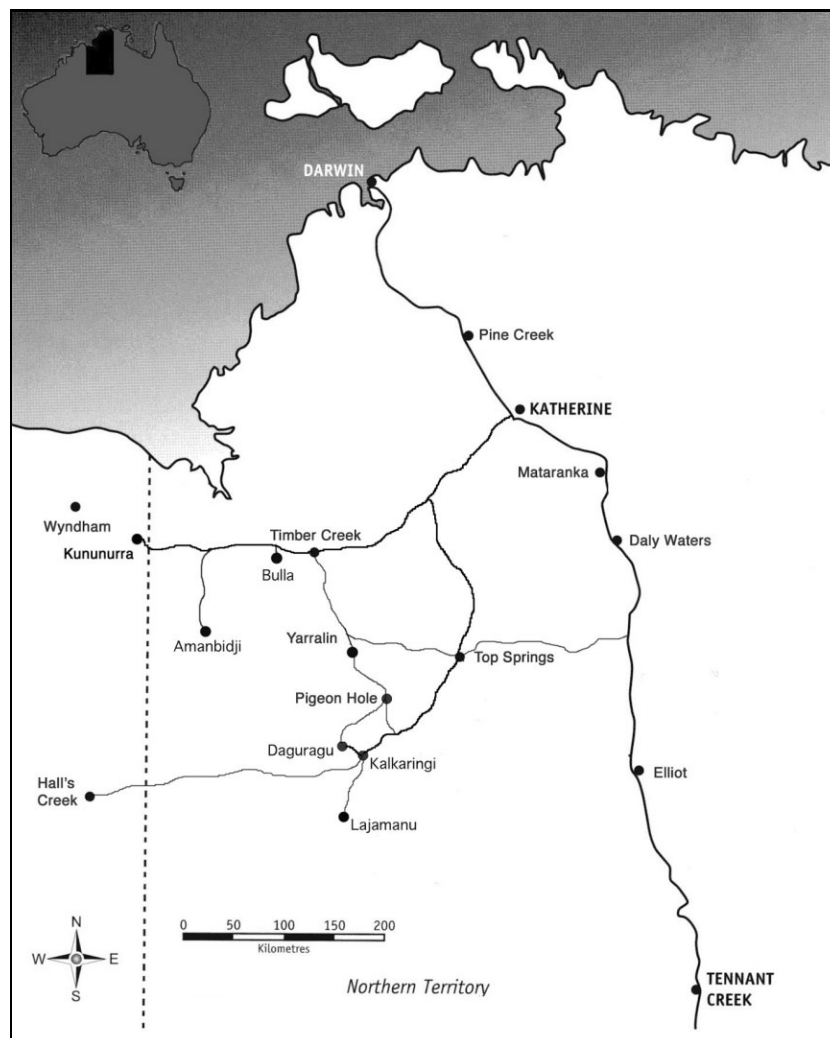 DARWIN
Pine Creek
KATHERINE
Mataranka
Wyndham
Kununurra
Timber Creek
Bulla
Daly Waters
Amanbidji
Yarralin
Top Springs
Pigeon Hole
Daguragu
Kalkaringi
Hall's
Creek
Elliot
Lajamanu
N
W
E
S
0 50 100 150 200
Kilometres
Northern Territory
TENNANT
CREEK